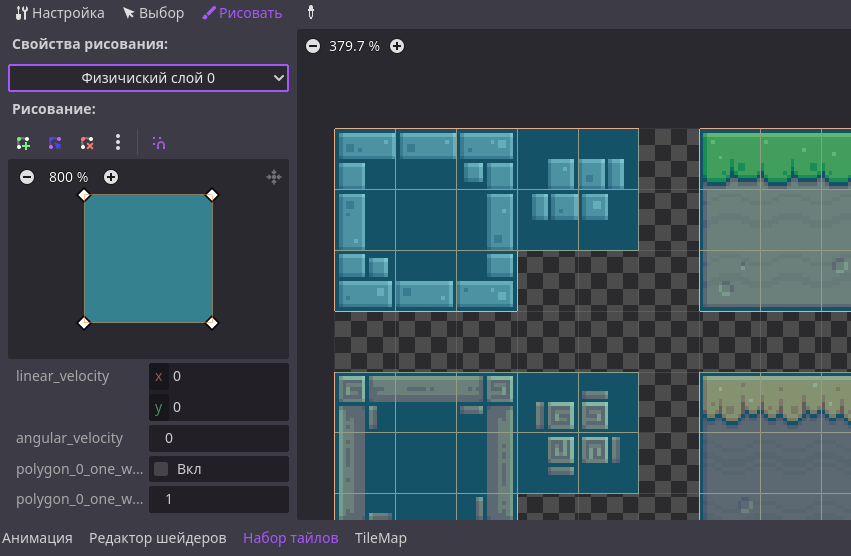 Настройка Выбор Рисовать
Свойства рисования:
379.7 %
Физичиский слой 0
Рисование:
800 %
linear_velocity x 0
y 0
angular_velocity 0
polygon_0_one_w... Вкл
polygon_0_one_w... 1
Анимация Редактор шейдеров Набор тайлов TileMap